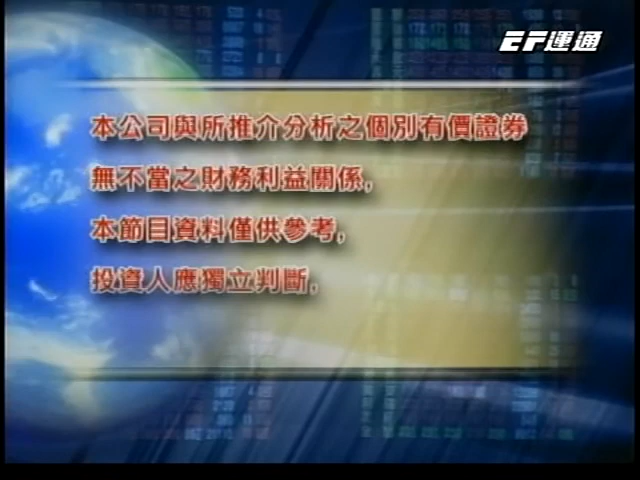 EF運通
本公司與所推介分析之個別有價證券
無不當之財務利益關係,
本節目資料僅供參考,
投資人應獨立判斷,